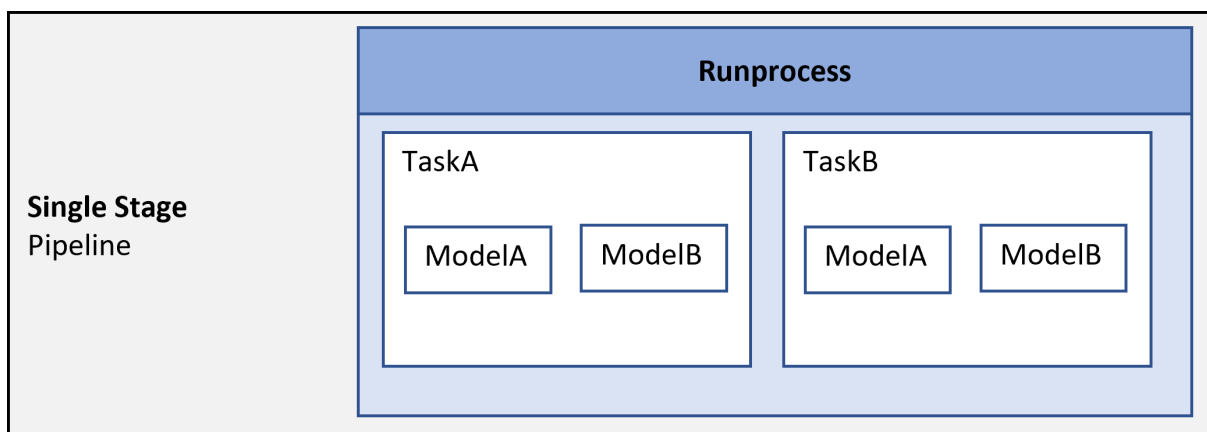 Runprocess
TaskA
TaskB
Single Stage
Pipeline
ModelA
ModelB
ModelA
ModelB